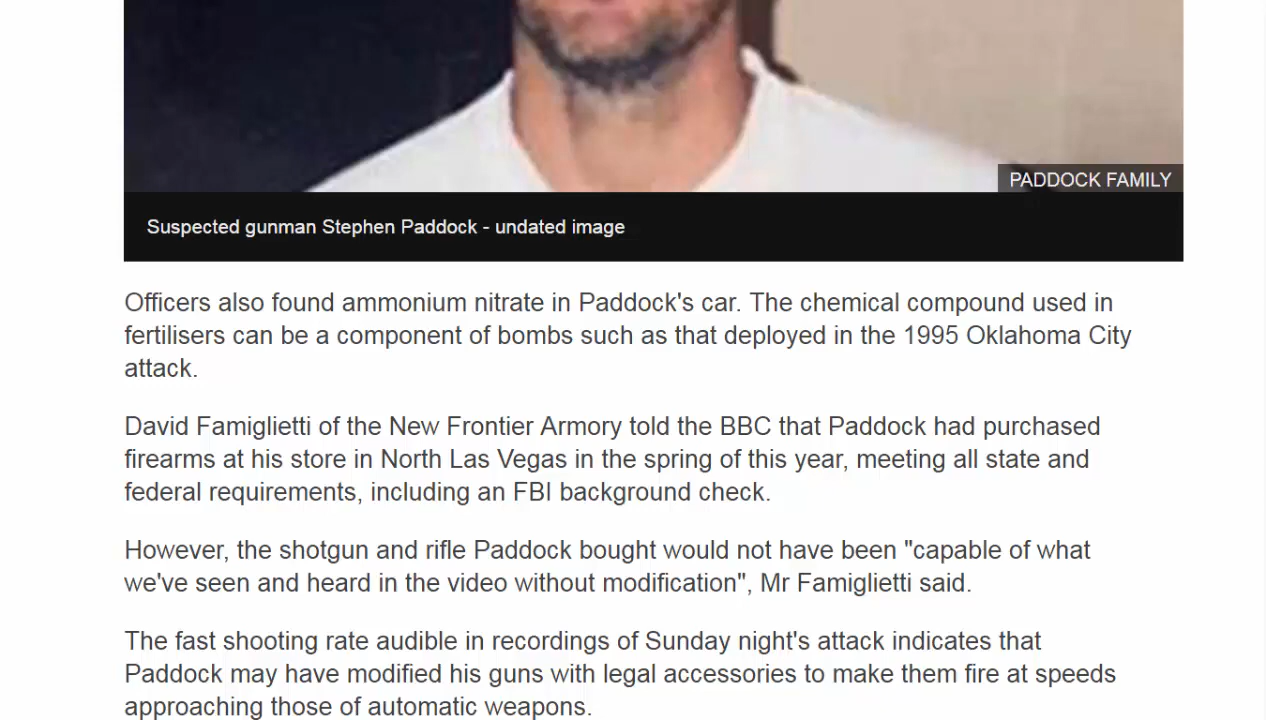 PADDOCK FAMILY
Suspected gunman Stephen Paddock - undated image
Officers also found ammonium nitrate in Paddock's car. The chemical compound used in
fertilisers can be a component of bombs such as that deployed in the 1995 Oklahoma City
attack.
David Famiglietti of the New Frontier Armory told the BBC that Paddock had purchased
firearms at his store in North Las Vegas in the spring of this year, meeting all state and
federal requirements, including an FBI background check.
However, the shotgun and rifle Paddock bought would not have been "capable of what
we've seen and heard in the video without modification", Mr Famiglietti said.
The fast shooting rate audible in recordings of Sunday night's attack indicates that
Paddock may have modified his guns with legal accessories to make them fire at speeds
approaching those of automatic weapons.